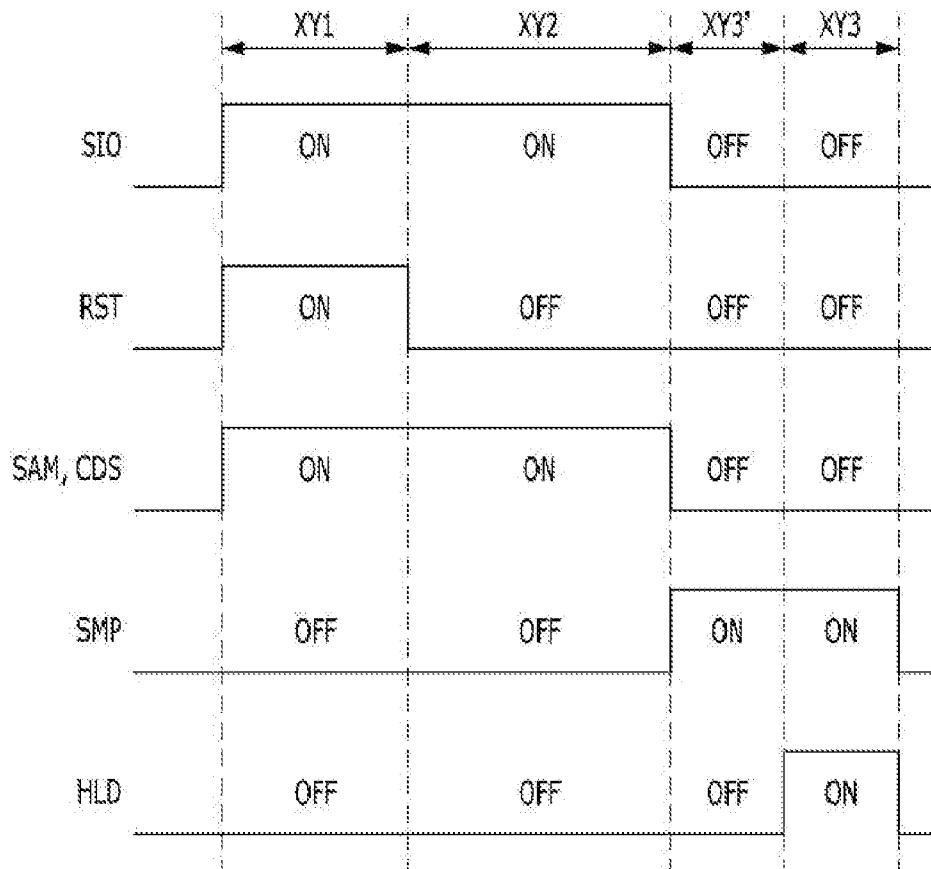 XY1 XY2 XY3' XY3
SIO ON ON OFF OFF
RST ON OFF OFF OFF
SAM, CDS ON ON OFF OFF
SMP OFF OFF ON ON
HLD OFF OFF OFF ON